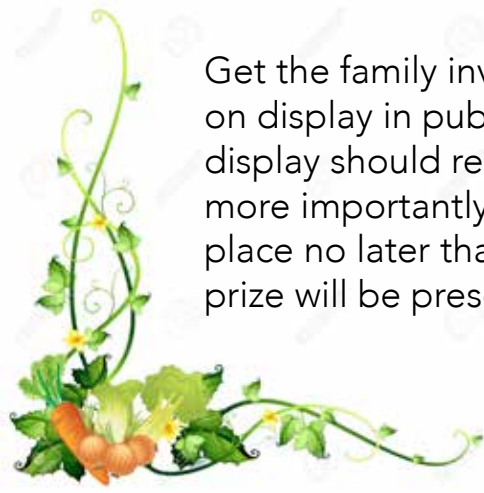 Get the family inv
on display in pub
display should re
more importantly
place no later tha
prize will be pres